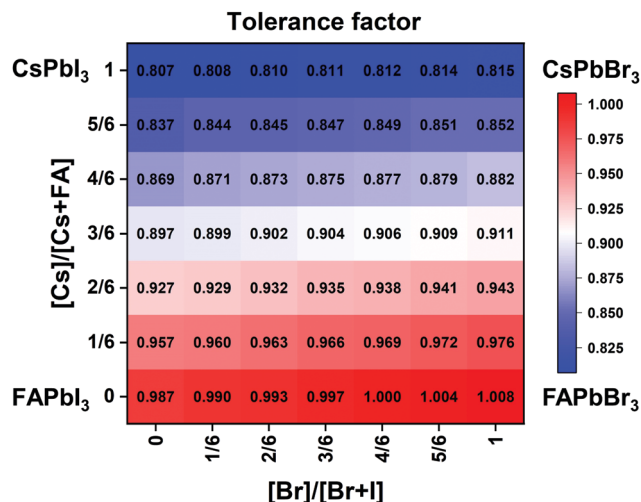 Tolerance factor
CsPbI3 1 0.807 0.808 0.810 0.811 0.812 0.814 0.815 CsPbBr3
5/6 0.837 0.844 0.845 0.847 0.849 0.851 0.852
4/6 0.869 0.871 0.873 0.875 0.877 0.879 0.882
3/6 0.897 0.899 0.902 0.904 0.906 0.909 0.911
2/6 0.927 0.929 0.932 0.935 0.938 0.941 0.943
1/6 0.957 0.960 0.963 0.966 0.969 0.972 0.976
FAPbI3 0 0.987 0.990 0.993 0.997 1.000 1.004 1.008 FAPbBr3
0 1/6 2/6 3/6 4/6 5/6 1
[Br]/[Br+I]
[Cs]/[Cs+FA]
1.000
0.975
0.950
0.925
0.900
0.875
0.850
0.825